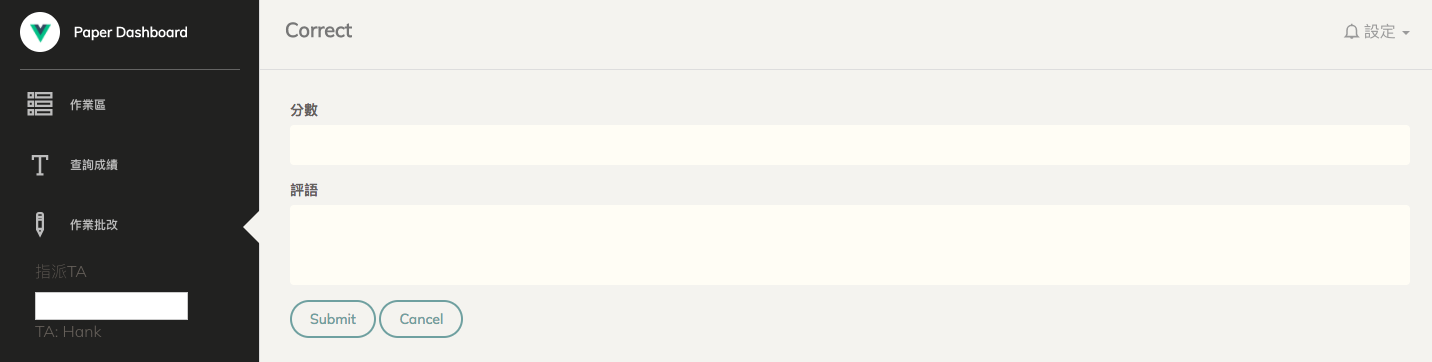 Paper Dashboard
作業區
查詢成績
作業批改
指派TA
TA: Hank
Correct
設定
分數
評語
Submit
Cancel